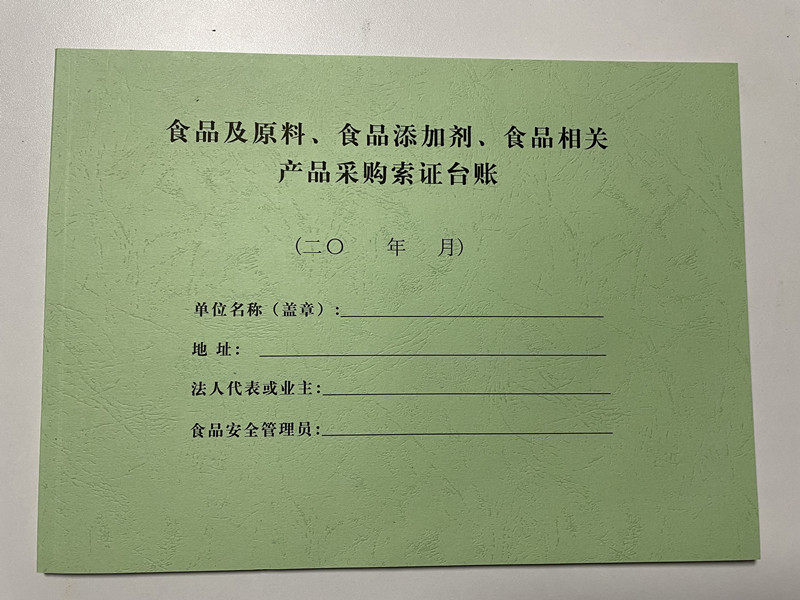 食品及原料、食品添加剂、食品相关
产品采购索证台账
(二〇 年 月)
单位名称（盖章）:
地 址:
法人代表或业主:
食品安全管理员: